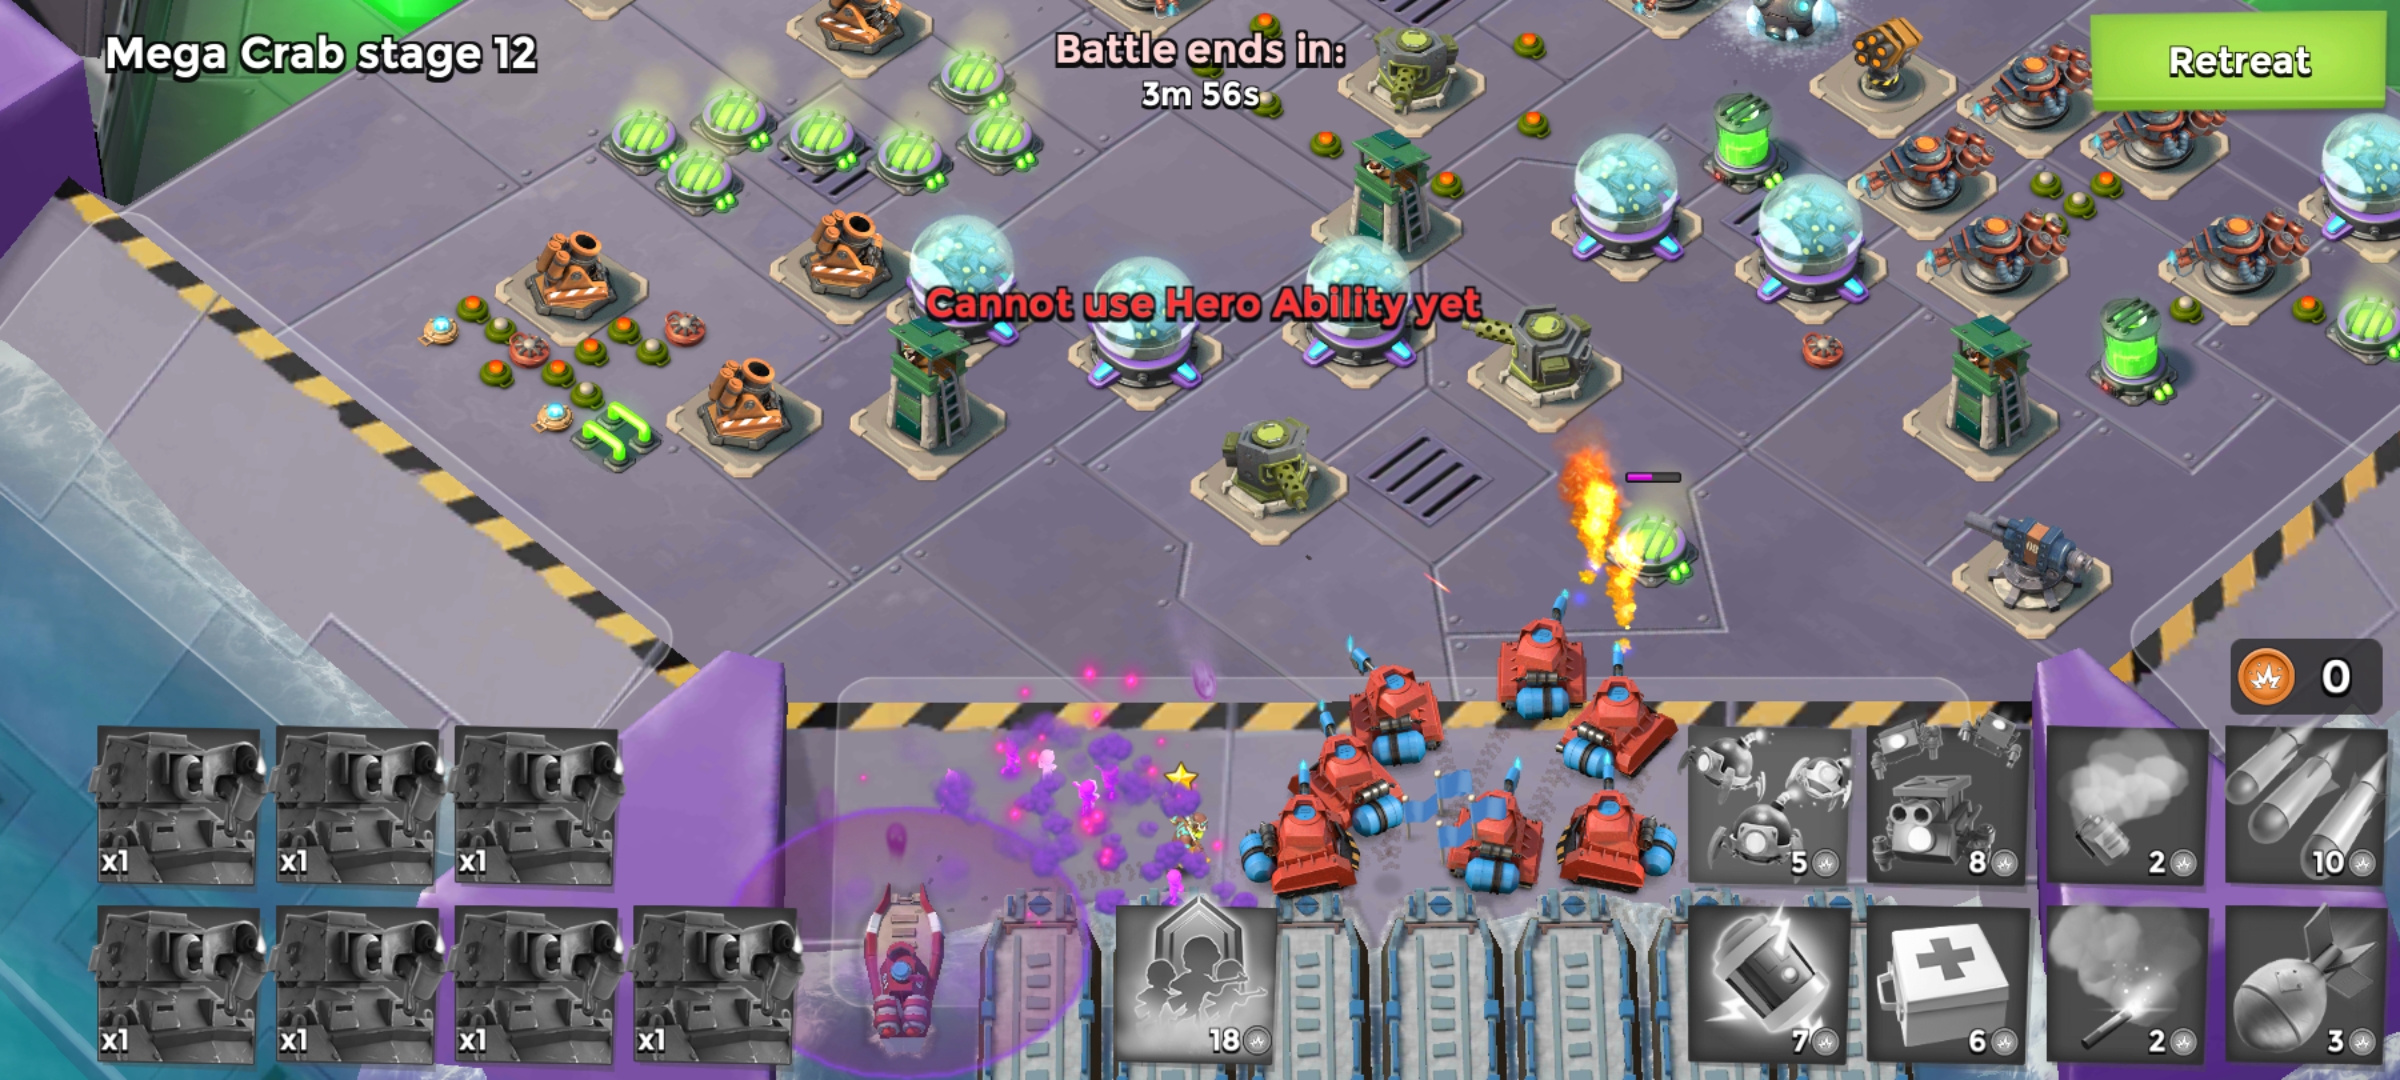 Mega Crab stage 12
Battle ends in:
3m 56s
Retreat
Cannot use Hero Ability yet
0
x1
x1
x1
5
8
2
10
x1
x1
x1
x1
18
7
6
2
3